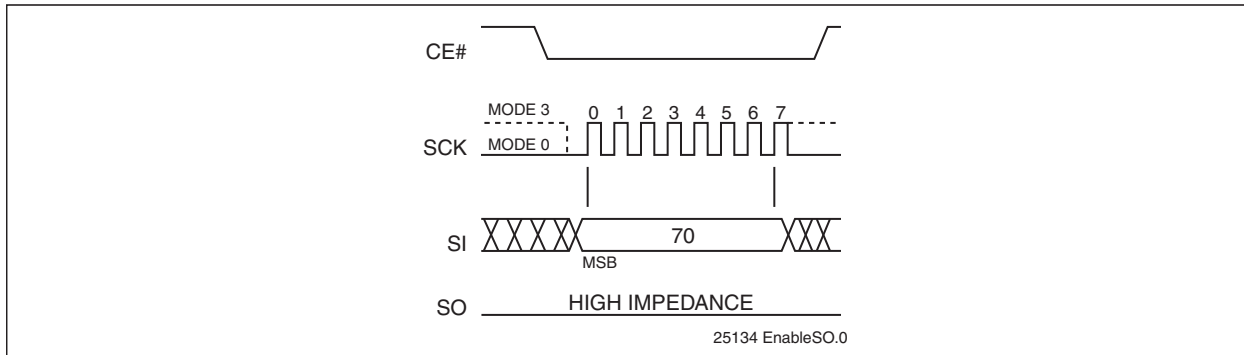 CE#
MODE 3
0 1 2 3 4 5 6 7
SCK
MODE 0
SI
70
MSB
SO
HIGH IMPEDANCE
25134 EnableSO.0